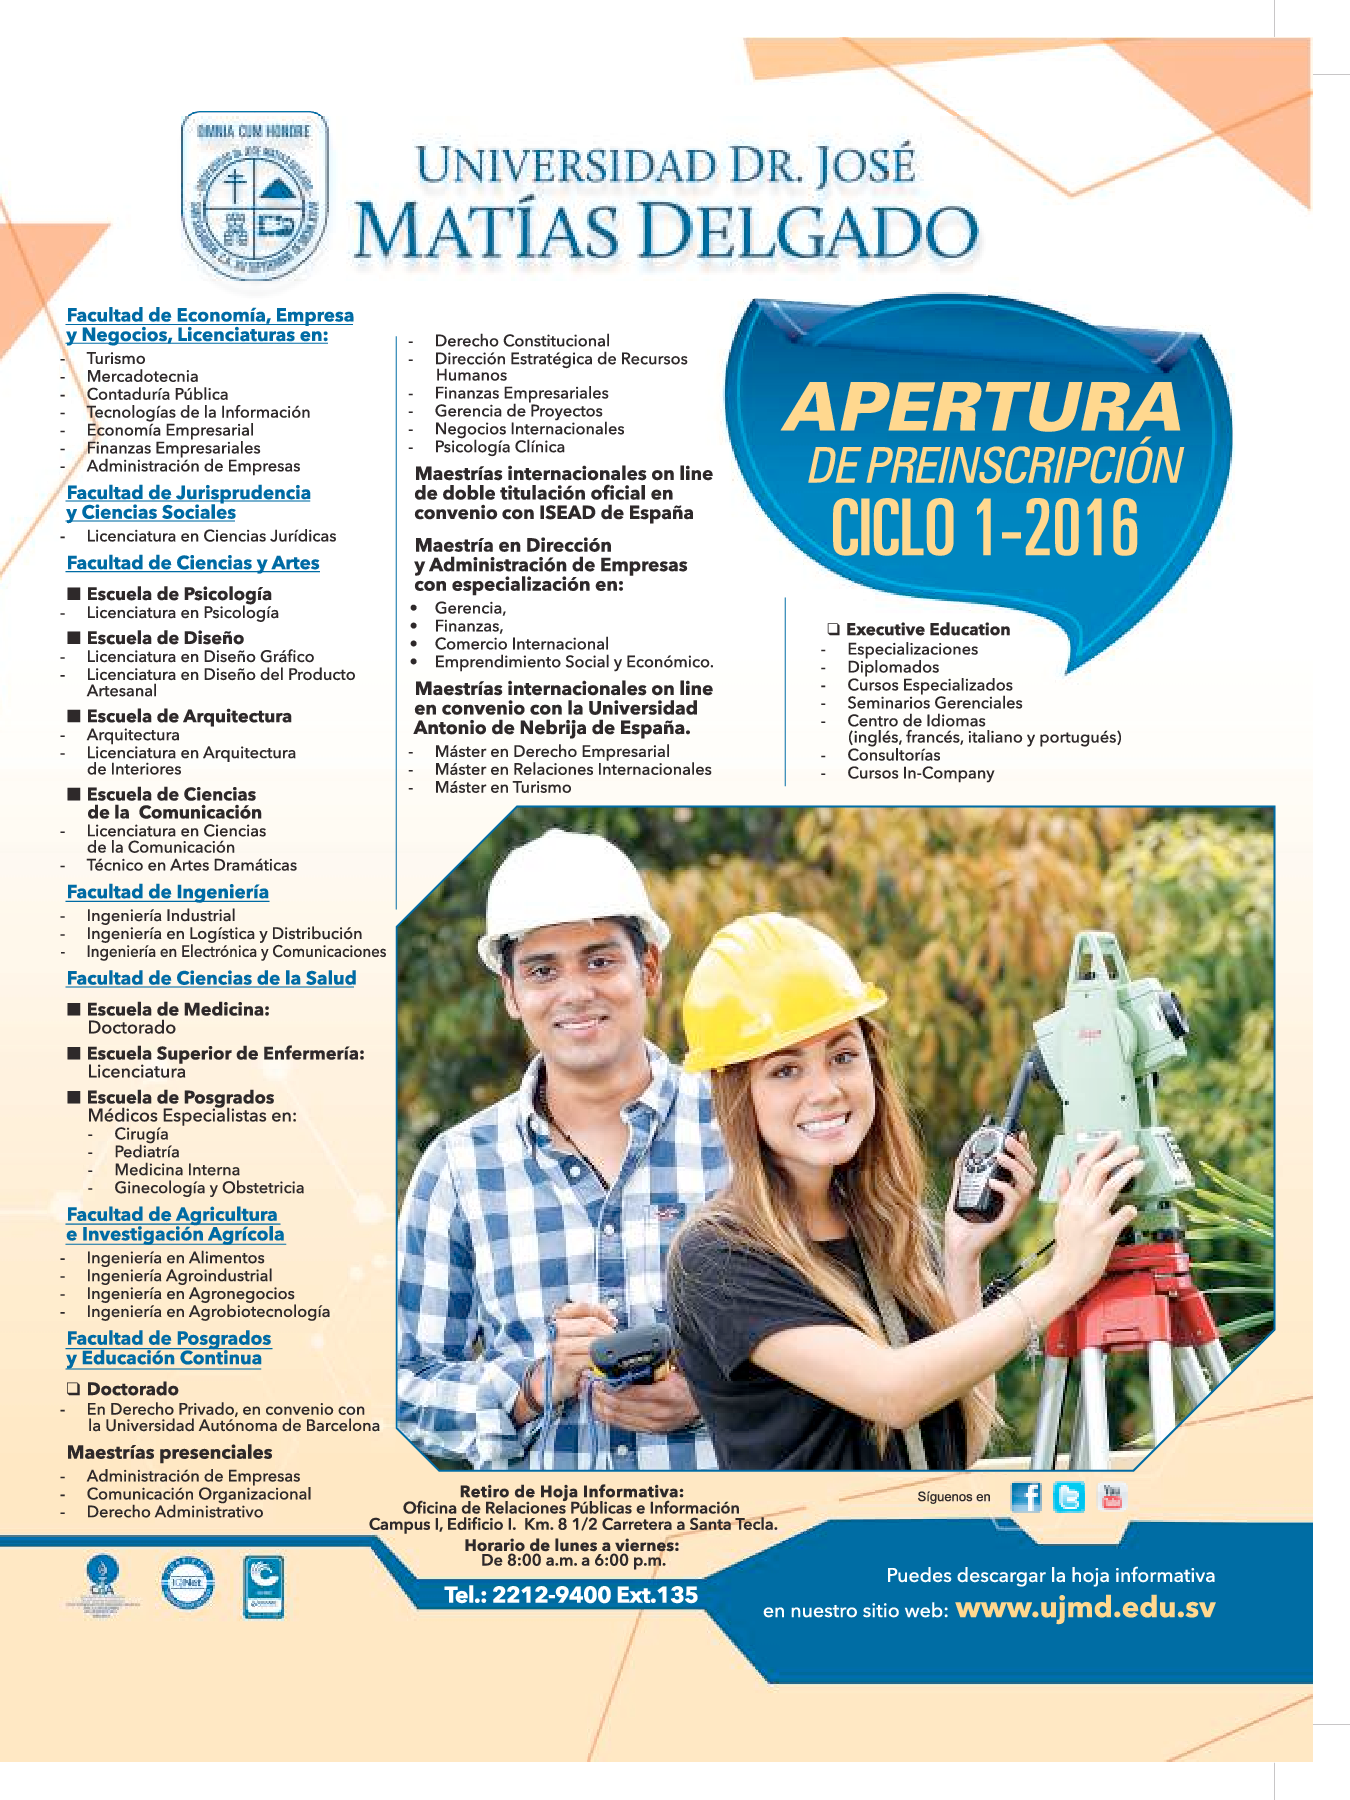 OMNIA CUM HONORE
UNIVERSIDAD DR. JOSÉ
MATÍAS DELGADO
Facultad de Economía, Empresa
y Negocios, Licenciaturas en:
- Turismo
- Mercadotecnia
- Contaduría Pública
- Tecnologías de la Información
- Economía Empresarial
- Finanzas Empresariales
- Administración de Empresas
Facultad de Jurisprudencia
y Ciencias Sociales
- Licenciatura en Ciencias Jurídicas
Facultad de Ciencias y Artes
■ Escuela de Psicología
- Licenciatura en Psicología
■ Escuela de Diseño
- Licenciatura en Diseño Gráfico
- Licenciatura en Diseño del Producto
Artesanal
■ Escuela de Arquitectura
- Arquitectura
- Licenciatura en Arquitectura
de Interiores
■ Escuela de Ciencias
de la Comunicación
- Licenciatura en Ciencias
de la Comunicación
- Técnico en Artes Dramáticas
Facultad de Ingeniería
- Ingeniería Industrial
- Ingeniería en Logística y Distribución
- Ingeniería en Electrónica y Comunicaciones
Facultad de Ciencias de la Salud
■ Escuela de Medicina:
Doctorado
■ Escuela Superior de Enfermería:
Licenciatura
■ Escuela de Posgrados
Médicos Especialistas en:
- Cirugía
- Pediatría
- Medicina Interna
- Ginecología y Obstetricia
Facultad de Agricultura
e Investigación Agrícola
- Ingeniería en Alimentos
- Ingeniería Agroindustrial
- Ingeniería en Agronegocios
- Ingeniería en Agrobiotecnología
Facultad de Posgrados
y Educación Continua
❑ Doctorado
- En Derecho Privado, en convenio con
la Universidad Autónoma de Barcelona
Maestrías presenciales
- Administración de Empresas
- Comunicación Organizacional
- Derecho Administrativo
- Derecho Constitucional
- Dirección Estratégica de Recursos
Humanos
- Finanzas Empresariales
- Gerencia de Proyectos
- Negocios Internacionales
- Psicología Clínica
Maestrías internacionales on line
de doble titulación oficial en
convenio con ISEAD de España
Maestría en Dirección
y Administración de Empresas
con especialización en:
• Gerencia,
• Finanzas,
• Comercio Internacional
• Emprendimiento Social y Económico.
Maestrías internacionales on line
en convenio con la Universidad
Antonio de Nebrija de España.
- Máster en Derecho Empresarial
- Máster en Relaciones Internacionales
- Máster en Turismo
APERTURA
DE PREINSCRIPCIÓN
CICLO 1-2016
❑ Executive Education
- Especializaciones
- Diplomados
- Cursos Especializados
- Seminarios Gerenciales
- Centro de Idiomas
(inglés, francés, italiano y portugués)
- Consultorías
- Cursos In-Company
Retiro de Hoja Informativa:
Oficina de Relaciones Públicas e Información
Campus I, Edificio I. Km. 8 1/2 Carretera a Santa Tecla.
Horario de lunes a viernes:
De 8:00 a.m. a 6:00 p.m.
Tel.: 2212-9400 Ext.135
Síguenos en
You
Tube
Puedes descargar la hoja informativa
en nuestro sitio web: www.ujmd.edu.sv
IQNet